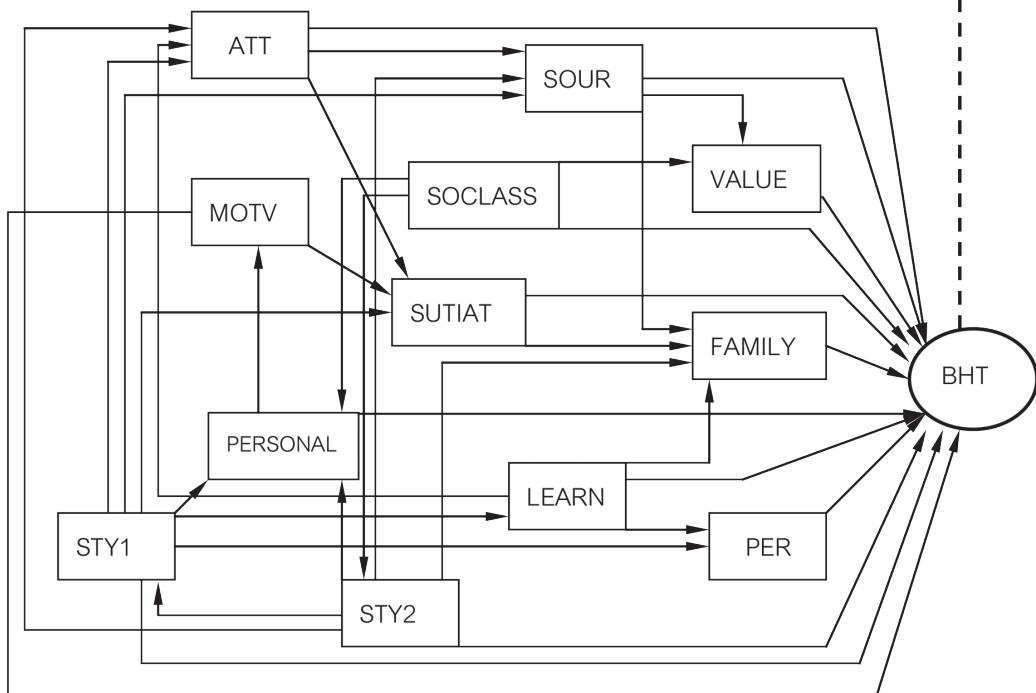 ATT
SOUR
VALUE
SOCLASS
MOTV
SUTIAT
FAMILY
BHT
PERSONAL
LEARN
STY1
PER
STY2